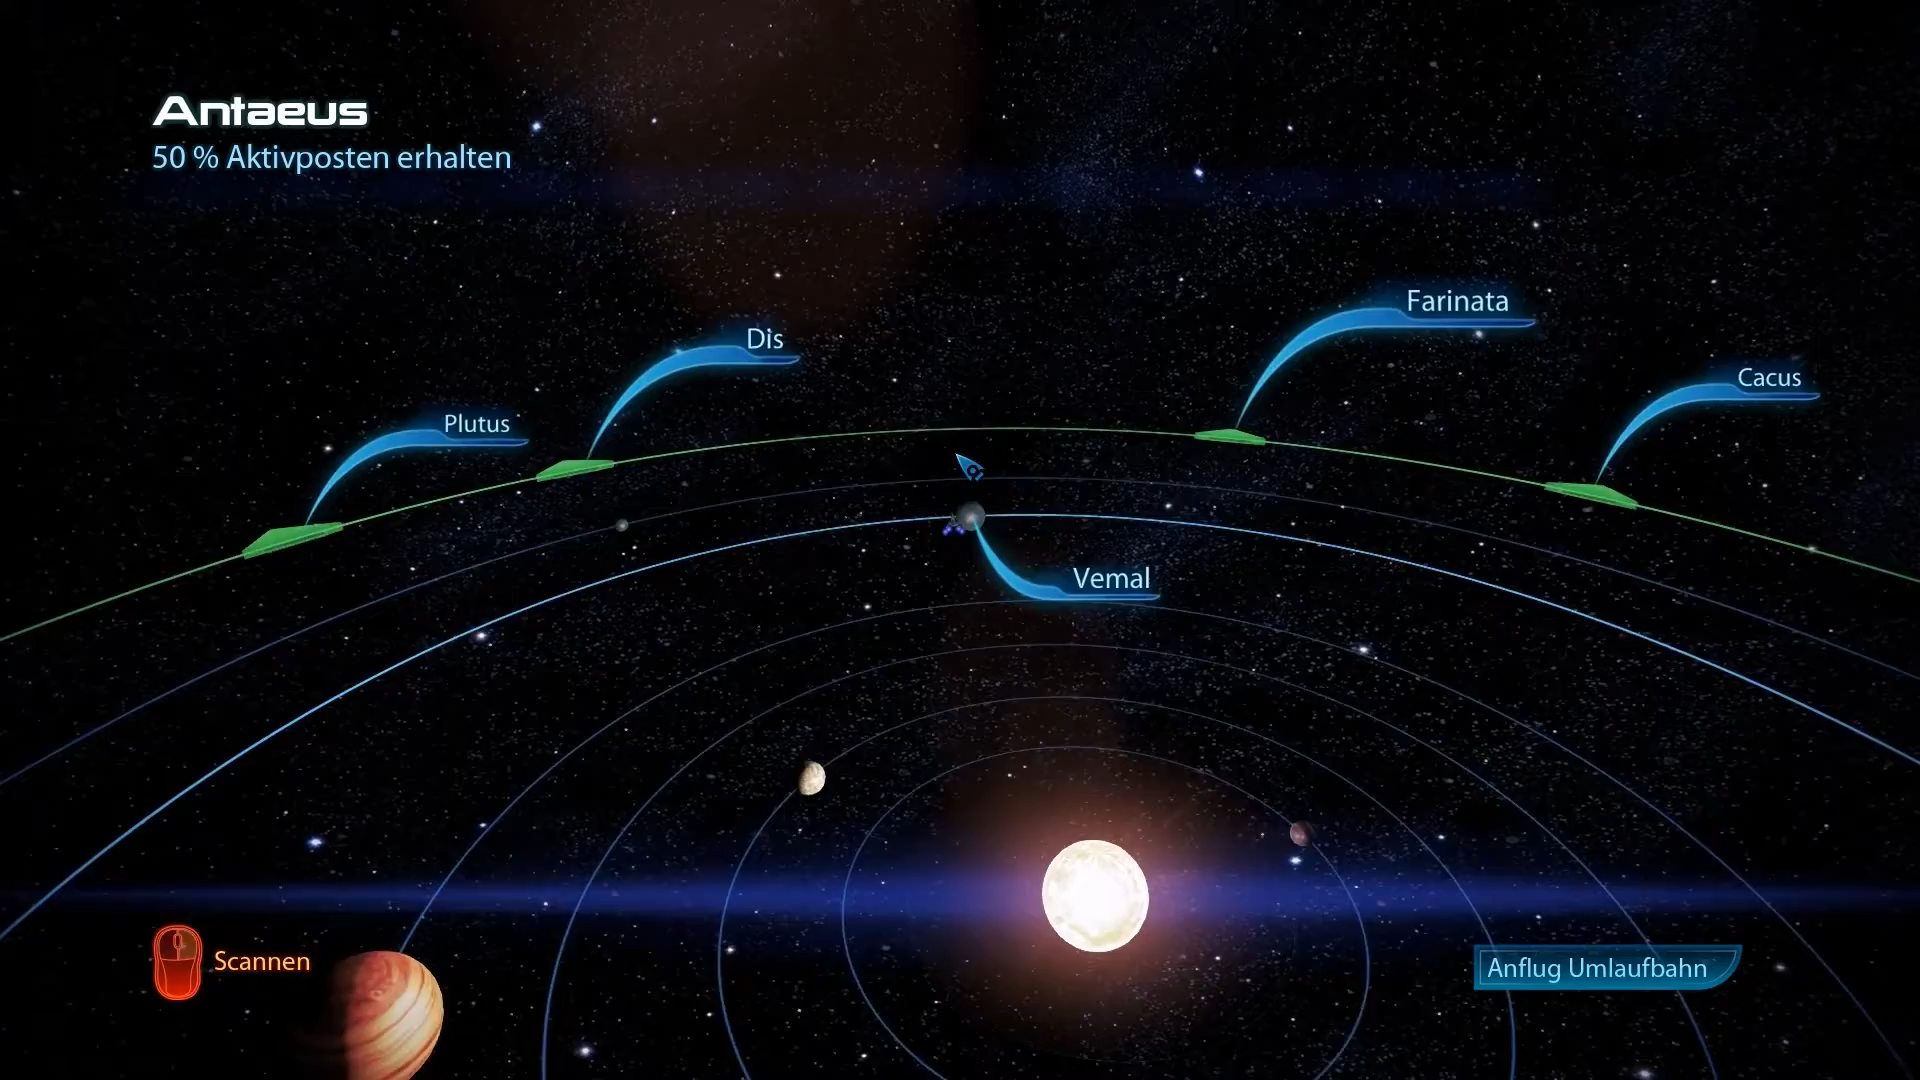 Antaeus
50 % Aktivposten erhalten
Farinata
Dis
Cacus
Plutus
Vemal
Scannen
Anflug Umlaufbahn